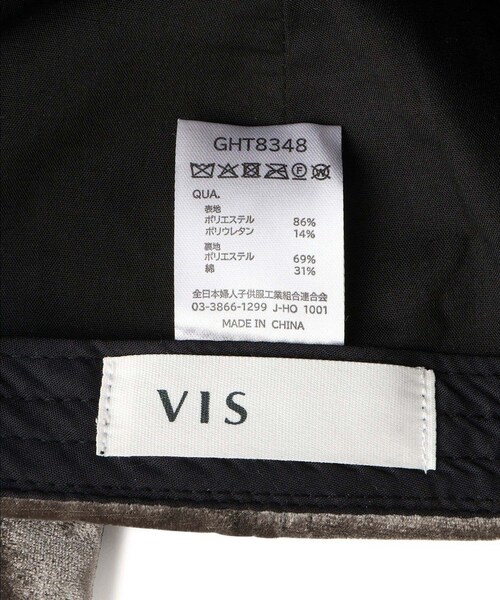 GHT8348
QUA.
表地
ポリエステル 86%
ポリウレタン 14%
裏地
ポリエステル 69%
綿 31%
全日本婦人子供服工業組合連合会
03-3866-1299 J-HO 1001
MADE IN CHINA
VIS